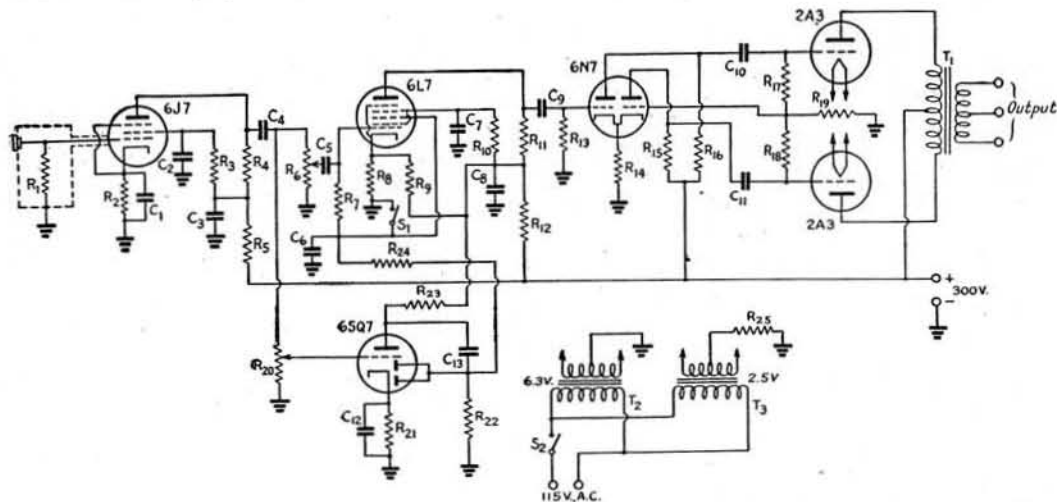 6J7
6L7
6N7
2A3
2A3
6SQ7
R1
R2
C1
C2
R3
C3
R4
R5
C4
R6
C5
R7
C6
R8
S1
R9
R24
C7
R10
C8
R11
R12
C9
R13
R14
R15
R16
C10
C11
R17
R18
R19
T1
Output
+
300V.
-
R20
R23
C13
C12
R21
R22
6.3V.
T2
2.5V
T3
R25
S2
115V. A.C.